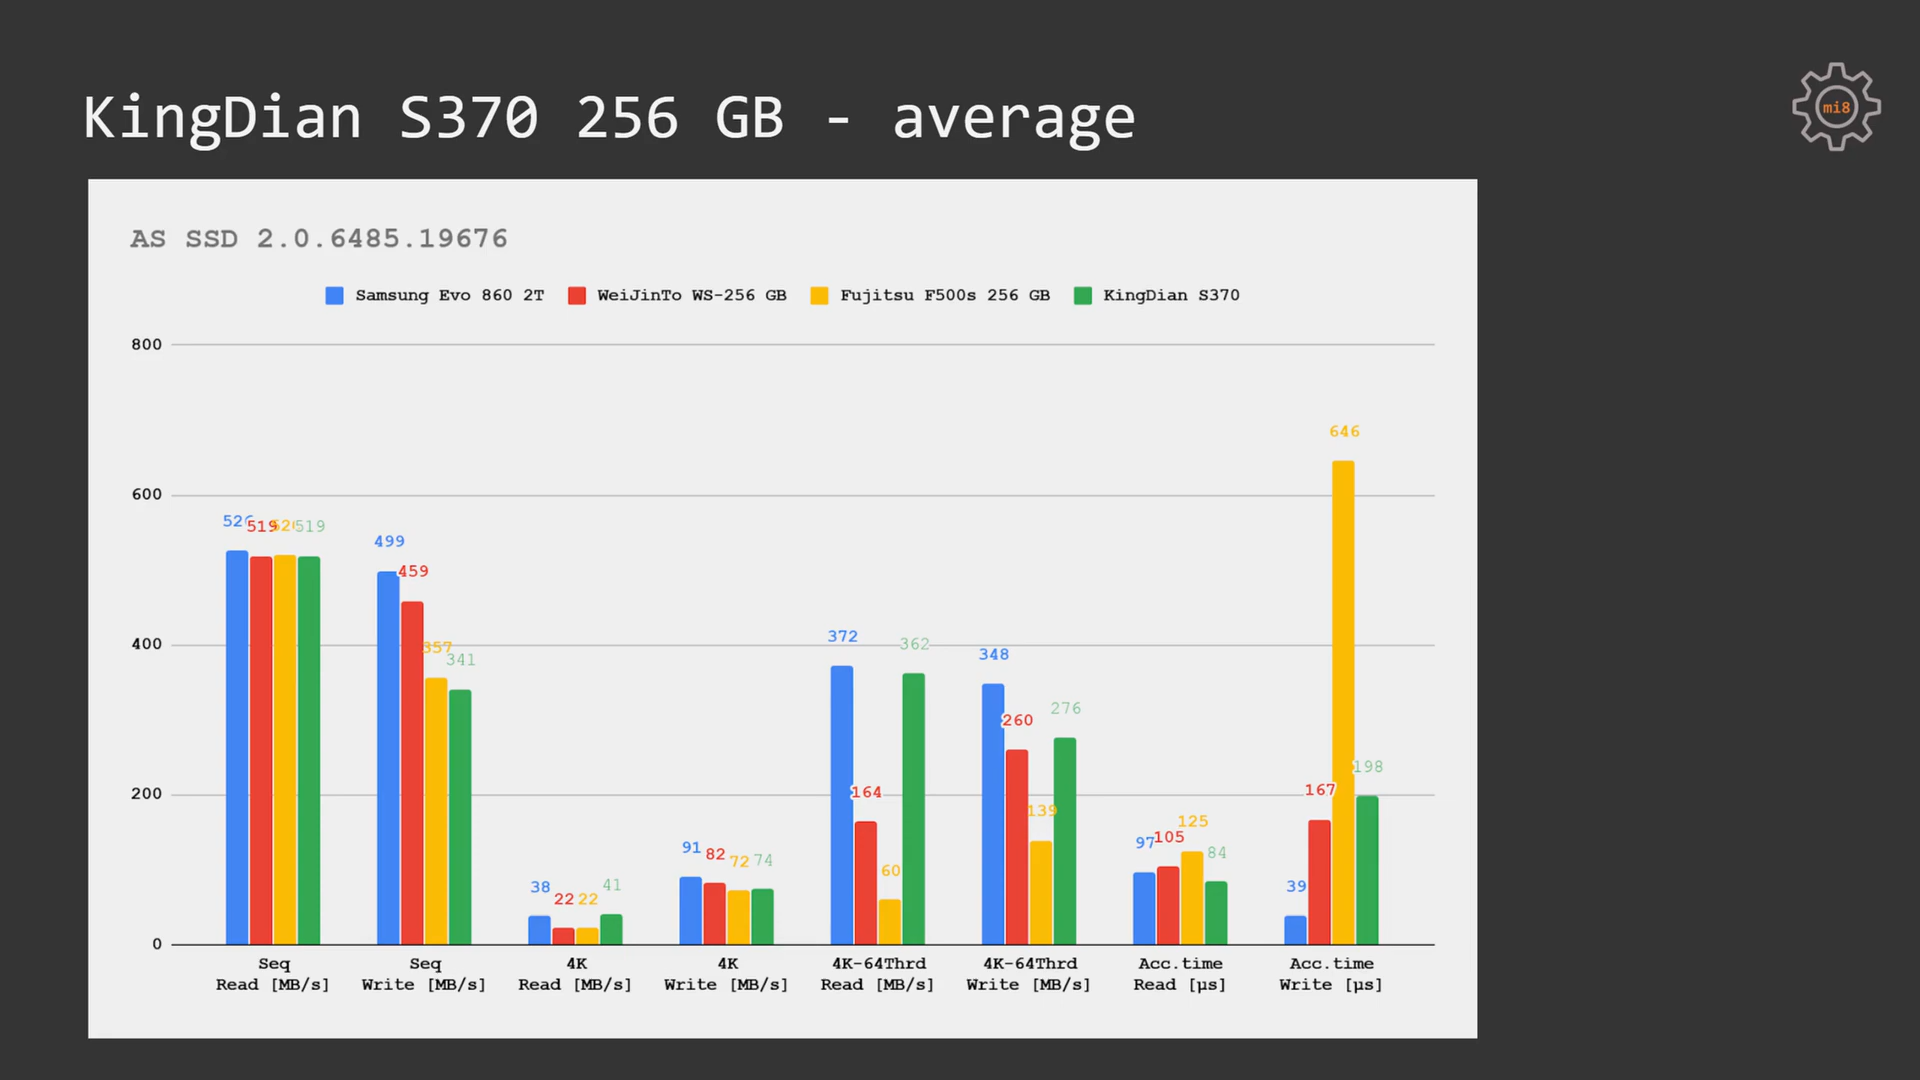 KingDian S370 256 GB - average
mi8
AS SSD 2.0.6485.19676
Samsung Evo 860 2T WeiJinTo WS-256 GB Fujitsu F500s 256 GB KingDian S370
800
600
400
200
0
519 519
499 459 357 341
38 22 22 41
91 82 72 74
372 164 60 362
348 260 139 276
97 105 125 84
39 167 646 198
Seq
Read [MB/s]
Seq
Write [MB/s]
4K
Read [MB/s]
4K
Write [MB/s]
4K-64Thrd
Read [MB/s]
4K-64Thrd
Write [MB/s]
Acc.time
Read [µs]
Acc.time
Write [µs]